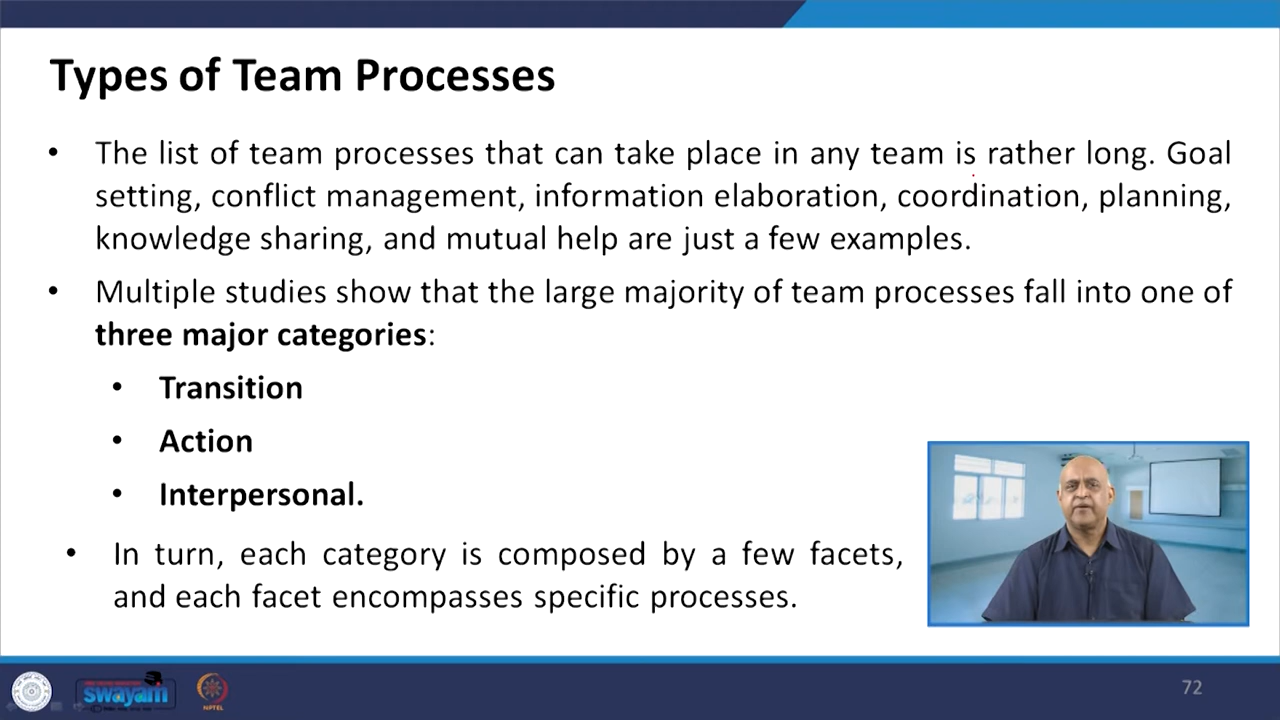 Types of Team Processes
• The list of team processes that can take place in any team is rather long. Goal
setting, conflict management, information elaboration, coordination, planning,
knowledge sharing, and mutual help are just a few examples.
• Multiple studies show that the large majority of team processes fall into one of
three major categories:
• Transition
• Action
• Interpersonal.
• In turn, each category is composed by a few facets,
and each facet encompasses specific processes.
swayam
NPTEL
72